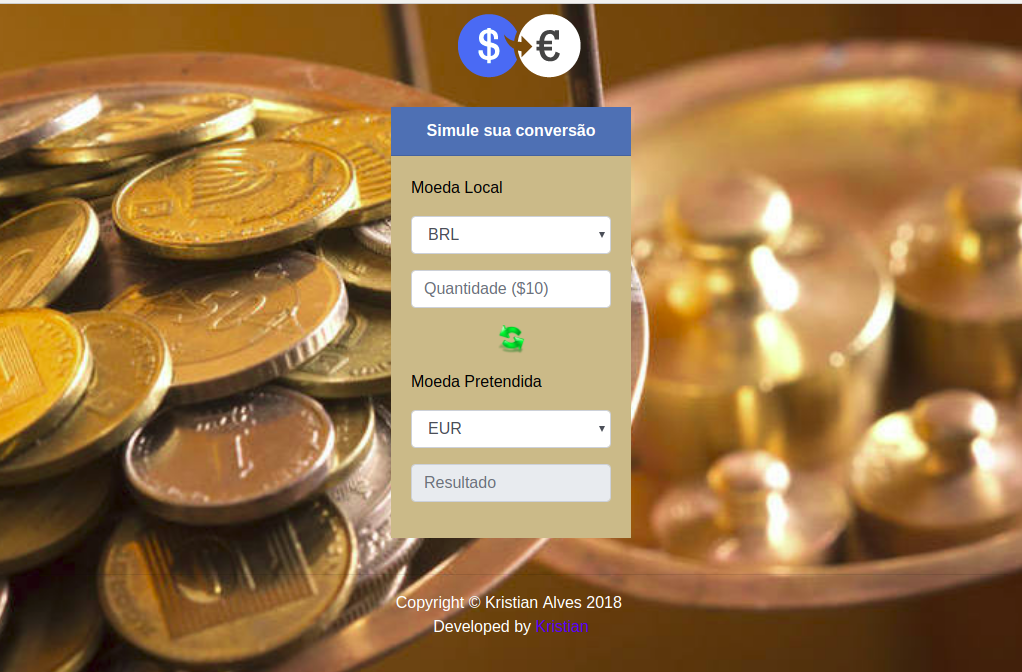 $ €
Simule sua conversão
Moeda Local
BRL
Quantidade ($10)
Moeda Pretendida
EUR
Resultado
Copyright © Kristian Alves 2018
Developed by Kristian